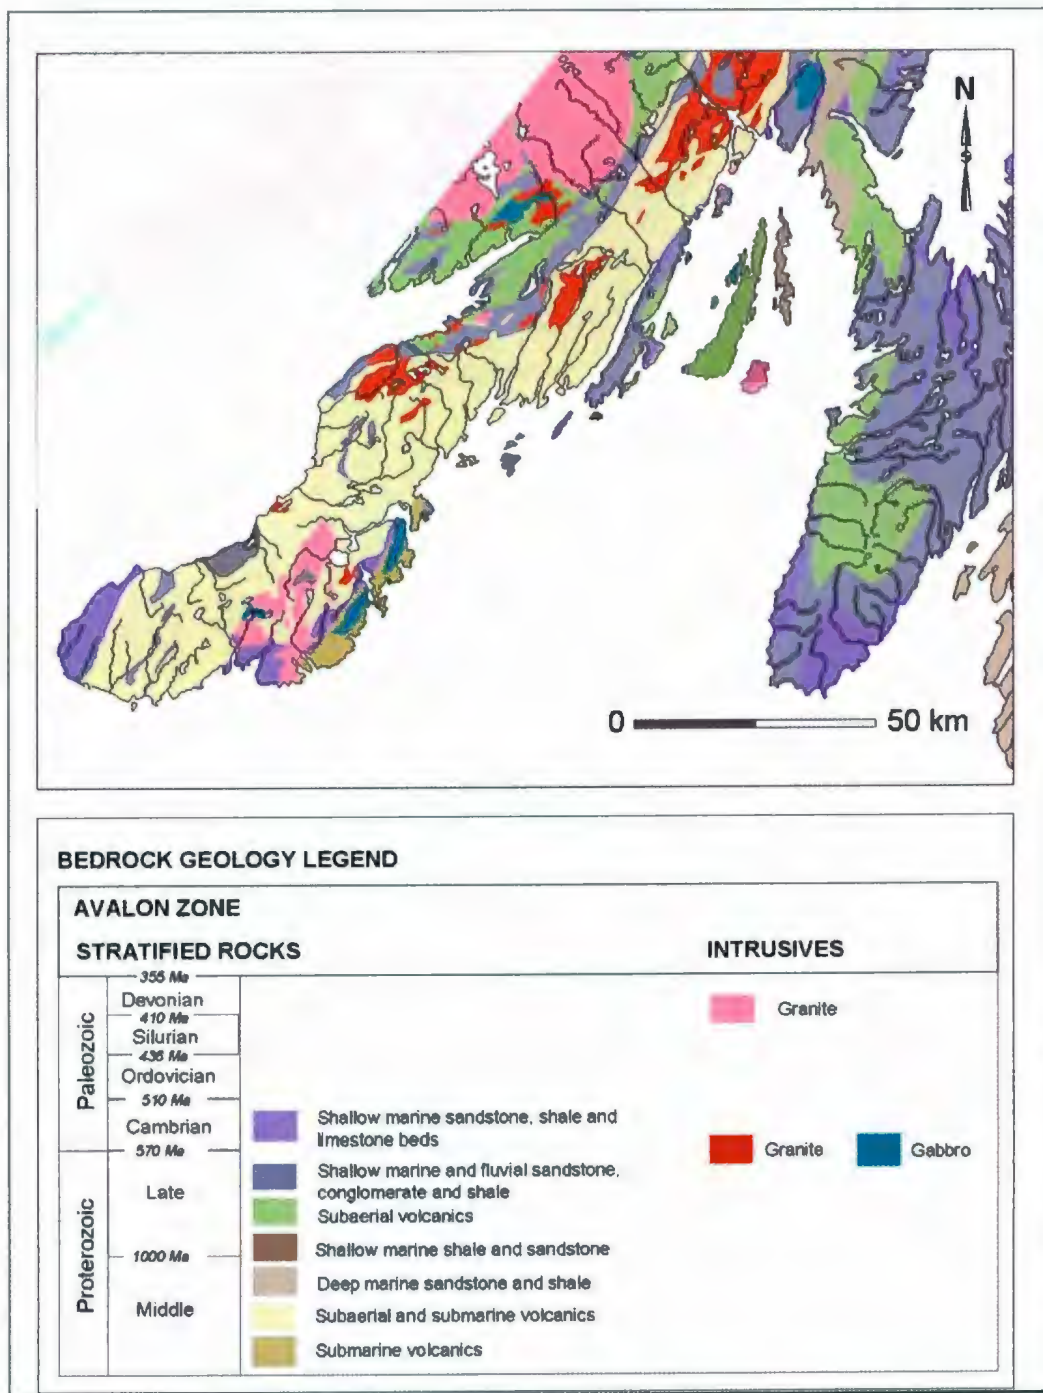 N
0 50 km
BEDROCK GEOLOGY LEGEND
AVALON ZONE
STRATIFIED ROCKS
INTRUSIVES
355 Ma
Devonian
410 Ma
Silurian
436 Ma
Ordovician
510 Ma
Cambrian
570 Ma
Late
1000 Ma
Middle
Paleozoic
Proterozoic
Shallow marine sandstone, shale and
limestone beds
Shallow marine and fluvial sandstone,
conglomerate and shale
Subaerial volcanics
Shallow marine shale and sandstone
Deep marine sandstone and shale
Subaerial and submarine volcanics
Submarine volcanics
Granite
Granite
Gabbro